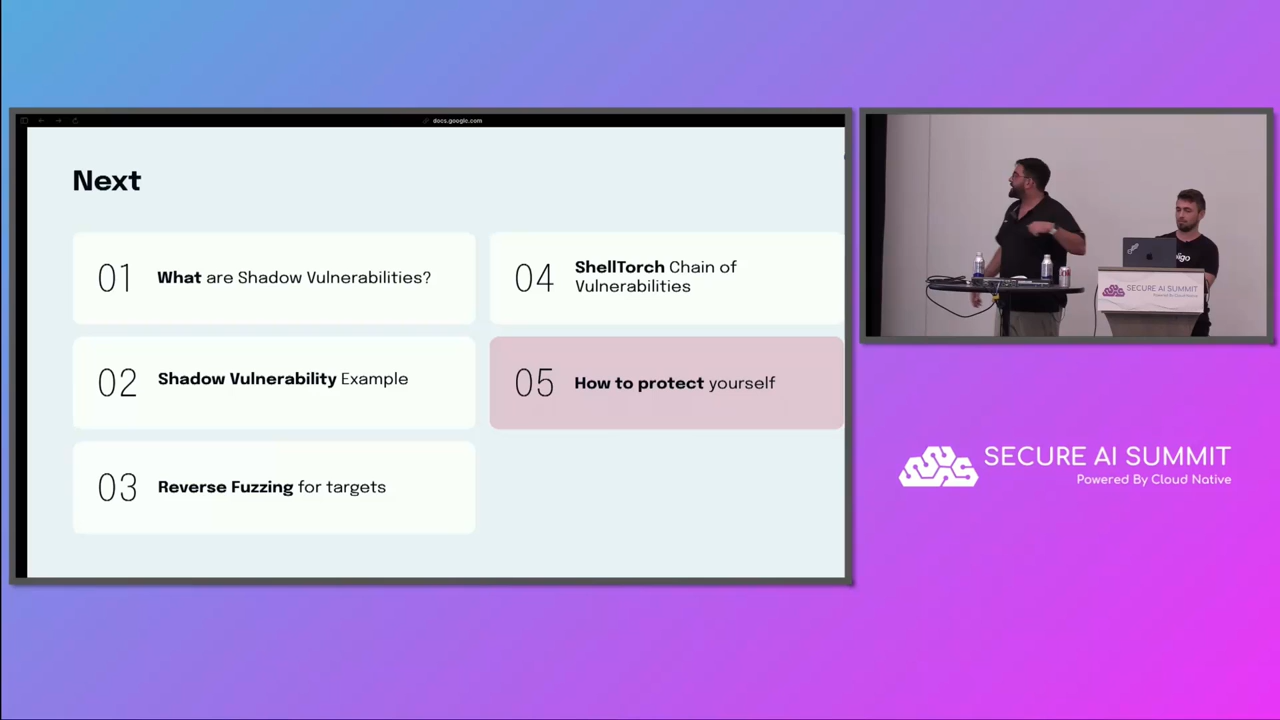 docs.google.com
Next
01
What are Shadow Vulnerabilities?
02
Shadow Vulnerability Example
03
Reverse Fuzzing for targets
04
ShellTorch Chain of
Vulnerabilities
05
How to protect yourself
SECURE AI SUMMIT
Powered By Cloud Native
SECURE AI SUMMIT
Powered By Cloud Native